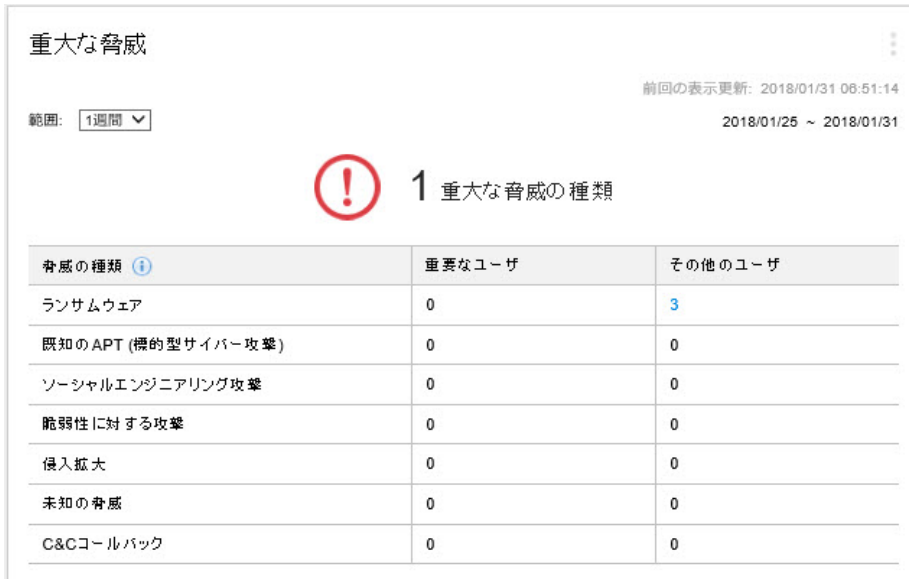 重大な脅威
前回の表示更新: 2018/01/31 06:51:14
範囲: 1週間 2018/01/25 ~ 2018/01/31
1 重大な脅威の種類
脅威の種類 重要なユーザ その他のユーザ
ランサムウェア 0 3
既知のAPT (標的型サイバー攻撃) 0 0
ソーシャルエンジニアリング攻撃 0 0
脆弱性に対する攻撃 0 0
侵入拡大 0 0
未知の脅威 0 0
C&Cコールバック 0 0